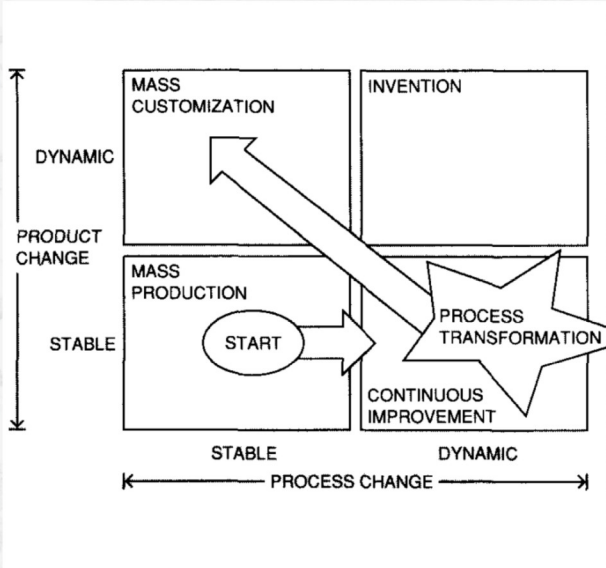 MASS
CUSTOMIZATION
INVENTION
DYNAMIC
PRODUCT
CHANGE
MASS
PRODUCTION
START
PROCESS
TRANSFORMATION
STABLE
CONTINUOUS
IMPROVEMENT
STABLE
DYNAMIC
PROCESS CHANGE